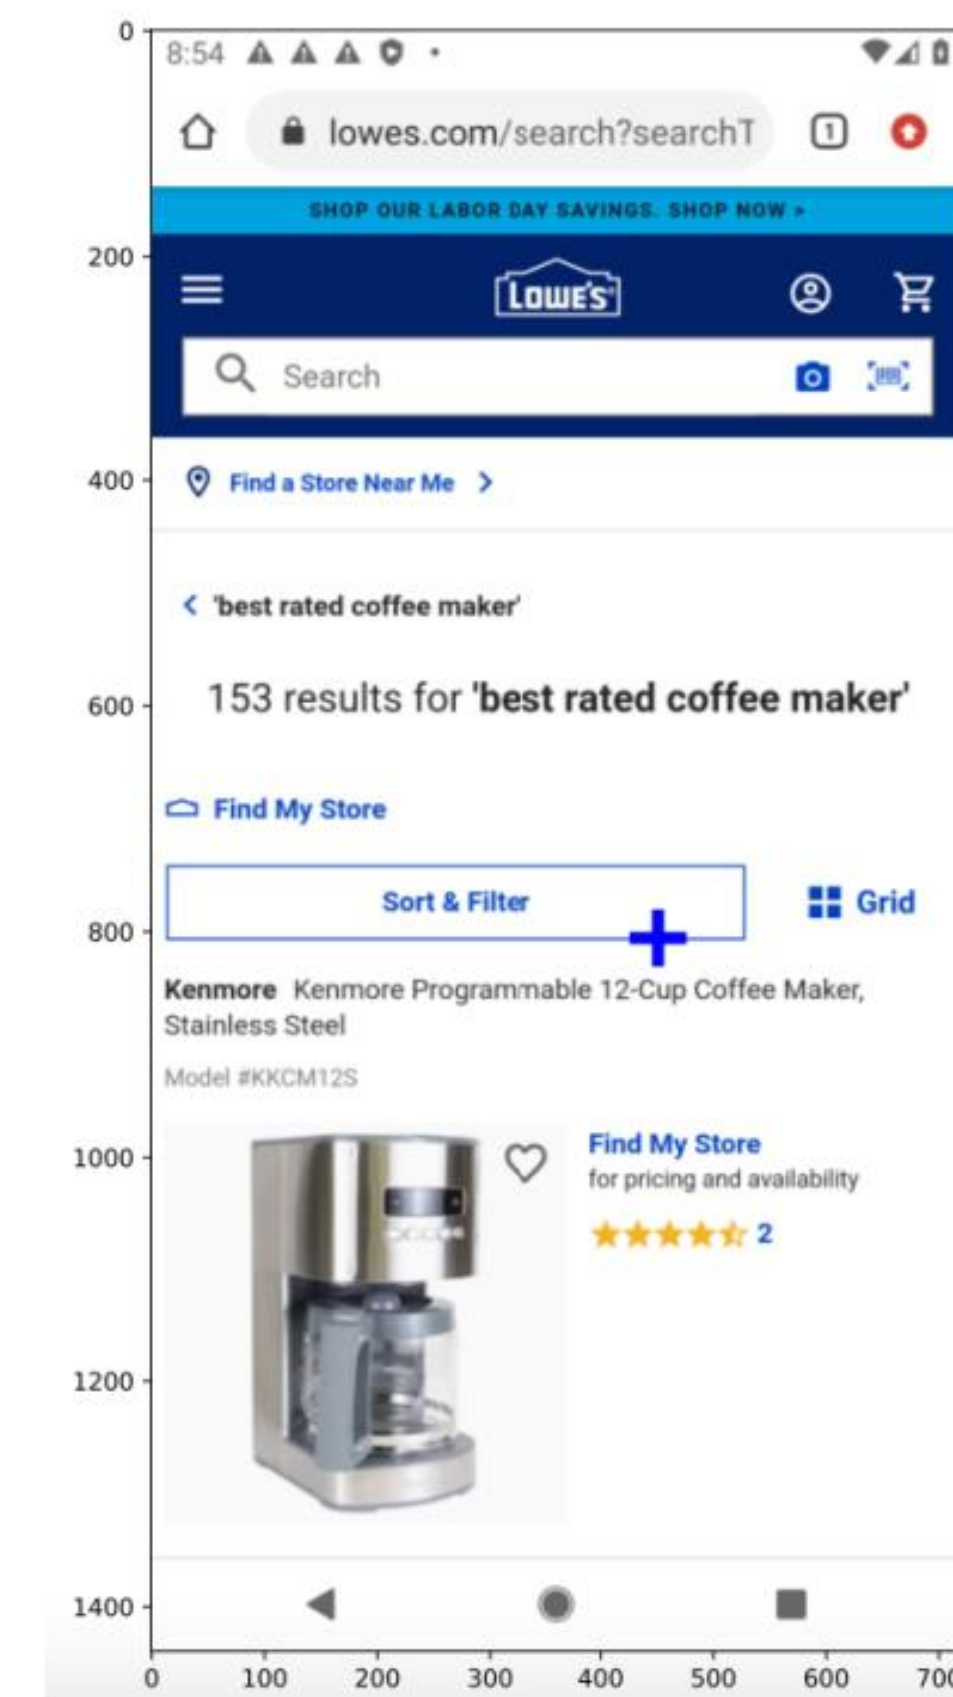 0
8:54
lowes.com/search?searchT
1
SHOP OUR LABOR DAY SAVINGS. SHOP NOW >
200
LOWE'S
Search
400
Find a Store Near Me >
< 'best rated coffee maker'
600
153 results for 'best rated coffee maker'
Find My Store
800
Sort & Filter
Grid
Kenmore Kenmore Programmable 12-Cup Coffee Maker,
Stainless Steel
Model #KKCM12S
1000
Find My Store
for pricing and availability
2
1200
1400
0 100 200 300 400 500 600 700